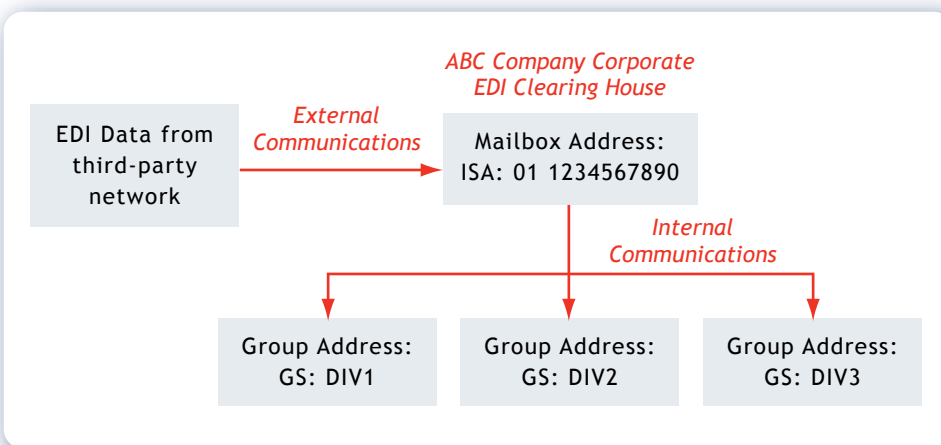 ABC Company Corporate
EDI Clearing House
EDI Data from
third-party
network
External
Communications
Mailbox Address:
ISA: 01 1234567890
Internal
Communications
Group Address:
GS: DIV1
Group Address:
GS: DIV2
Group Address:
GS: DIV3